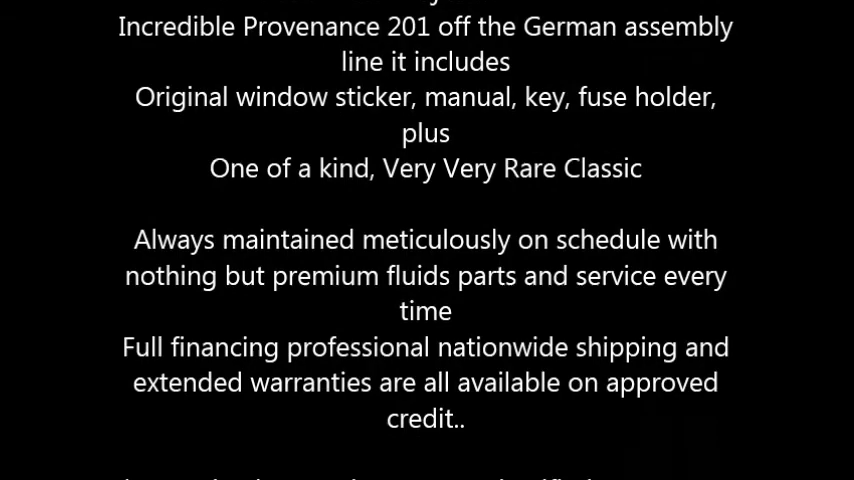 Incredible Provenance 201 off the German assembly
line it includes
Original window sticker, manual, key, fuse holder,
plus
One of a kind, Very Very Rare Classic
Always maintained meticulously on schedule with
nothing but premium fluids parts and service every
time
Full financing professional nationwide shipping and
extended warranties are all available on approved
credit..